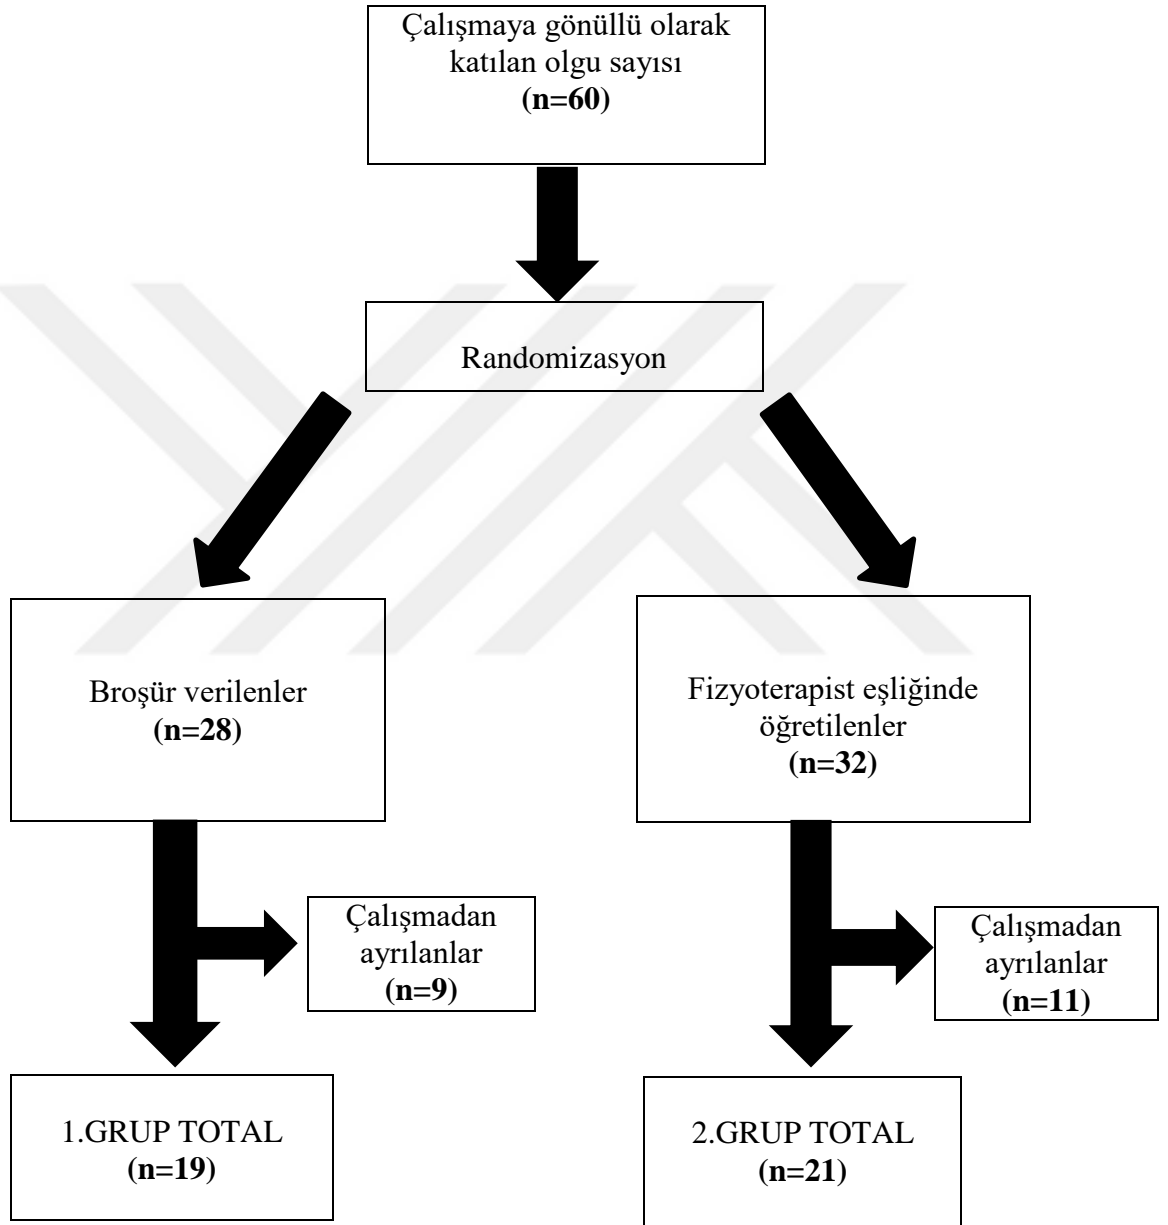 Çalışmaya gönüllü olarak
katılan olgu sayısı
(n=60)
Randomizasyon
Broşür verilenler
(n=28)
Fizyoterapist eşliğinde
öğretilenler
(n=32)
Çalışmadan
ayrılanlar
(n=9)
Çalışmadan
ayrılanlar
(n=11)
1.GRUP TOTAL
(n=19)
2.GRUP TOTAL
(n=21)